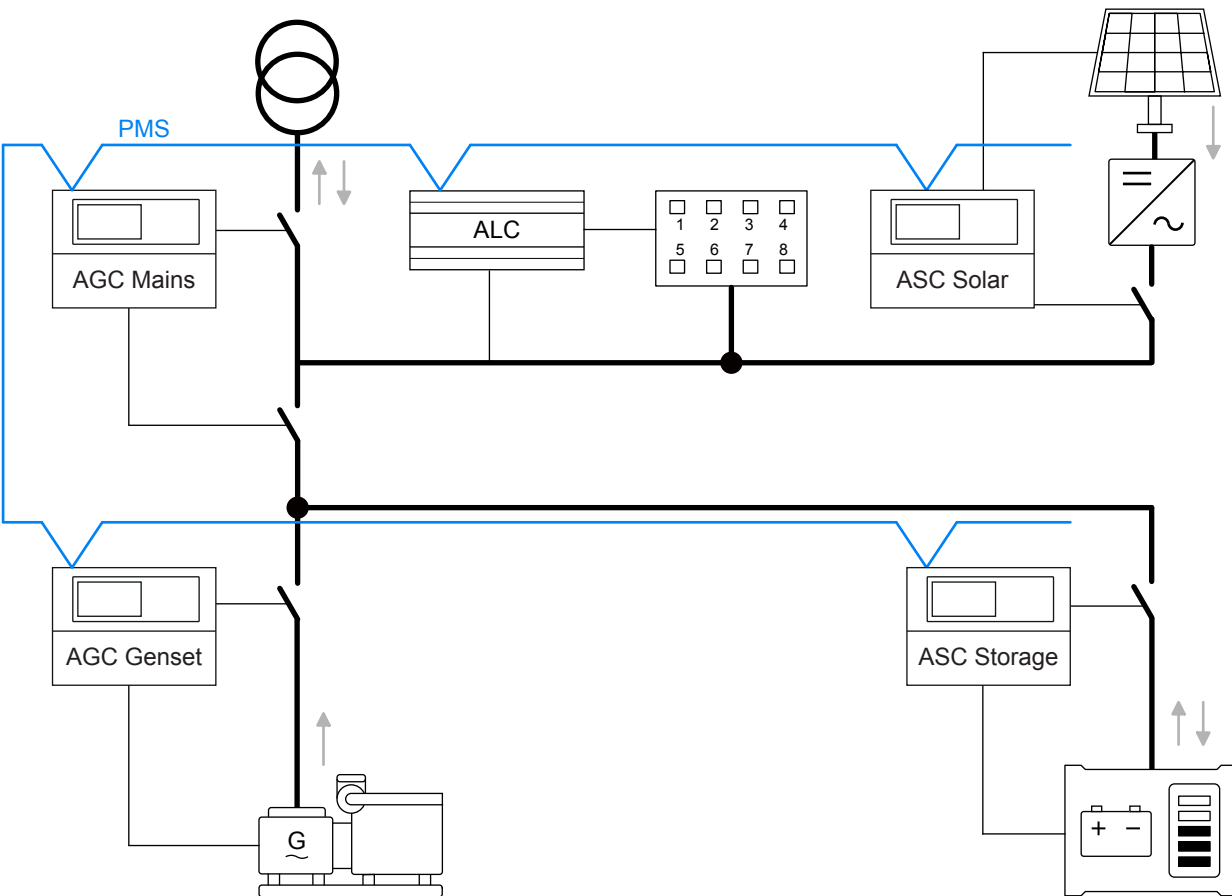 PMS
AGC Mains
ALC
1 2 3 4
5 6 7 8
ASC Solar
AGC Genset
ASC Storage
G
+ −